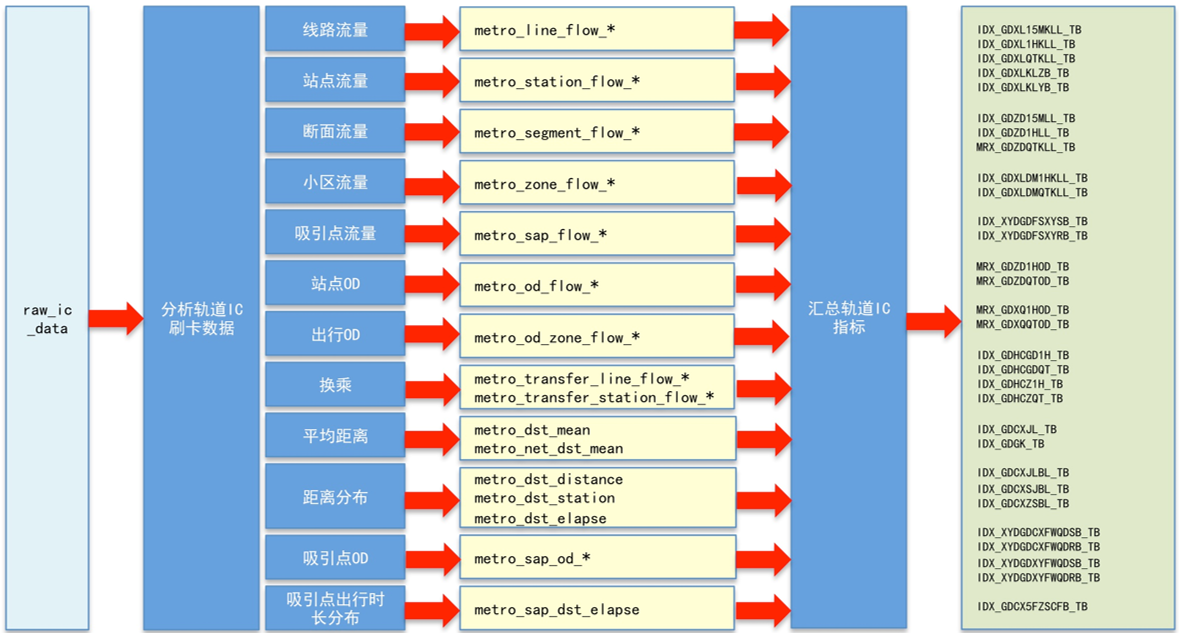 raw_ic
_data
分析轨道IC
刷卡数据
线路流量
站点流量
断面流量
小区流量
吸引点流量
站点OD
出行OD
换乘
平均距离
距离分布
吸引点OD
吸引点出行时
长分布
metro_line_flow_*
metro_station_flow_*
metro_segment_flow_*
metro_zone_flow_*
metro_sap_flow_*
metro_od_flow_*
metro_od_zone_flow_*
metro_transfer_line_flow_*
metro_transfer_station_flow_*
metro_dst_mean
metro_net_dst_mean
metro_dst_distance
metro_dst_station
metro_dst_elapse
metro_sap_od_*
metro_sap_dst_elapse
汇总轨道IC
指标
IDX_GDXL15MKLL_TB
IDX_GDXL1HKLL_TB
IDX_GDXLQTKLL_TB
IDX_GDXLKLZB_TB
IDX_GDXLKLYB_TB
IDX_GDZD15MLL_TB
IDX_GDZD1HLL_TB
MRX_GDZDQTKLL_TB
IDX_GDXLDM1HKLL_TB
IDX_GDXLDMQTKLL_TB
IDX_XYDGDFSXYSB_TB
IDX_XYDGDFSXYRB_TB
MRX_GDZD1HOD_TB
MRX_GDZDQTOD_TB
MRX_GDXQ1HOD_TB
MRX_GDXQQTOD_TB
IDX_GDHCGD1H_TB
IDX_GDHCGDQT_TB
IDX_GDHCZ1H_TB
IDX_GDHCZQT_TB
IDX_GDCXJL_TB
IDX_GDGK_TB
IDX_GDCXJLBL_TB
IDX_GDCXSJBL_TB
IDX_GDCXZSBL_TB
IDX_XYDGDCXFWQDSB_TB
IDX_XYDGDCXFWQDRB_TB
IDX_XYDGDXYFWQDSB_TB
IDX_XYDGDXYFWQDRB_TB
IDX_GDCX5FZSCFB_TB